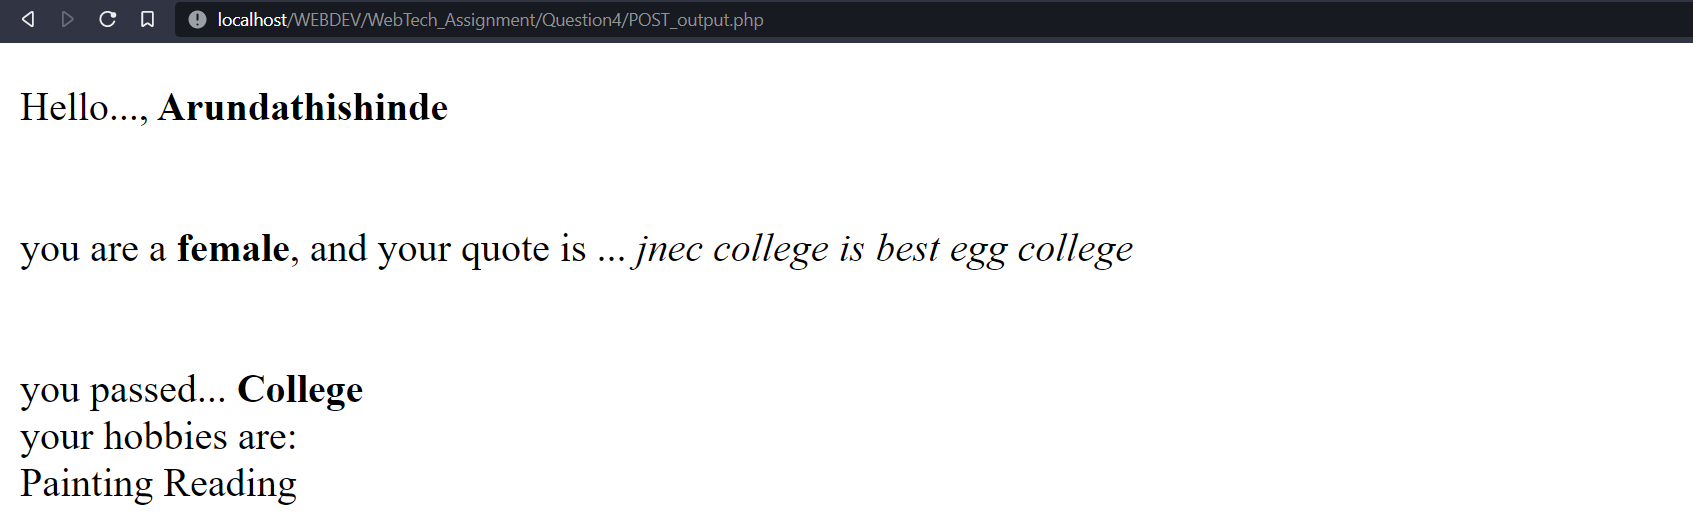 localhost/WEBDEV/WebTech_Assignment/Question4/POST_output.php
Hello..., Arundathishinde
you are a female, and your quote is ... jnec college is best egg college
you passed... College
your hobbies are:
Painting Reading